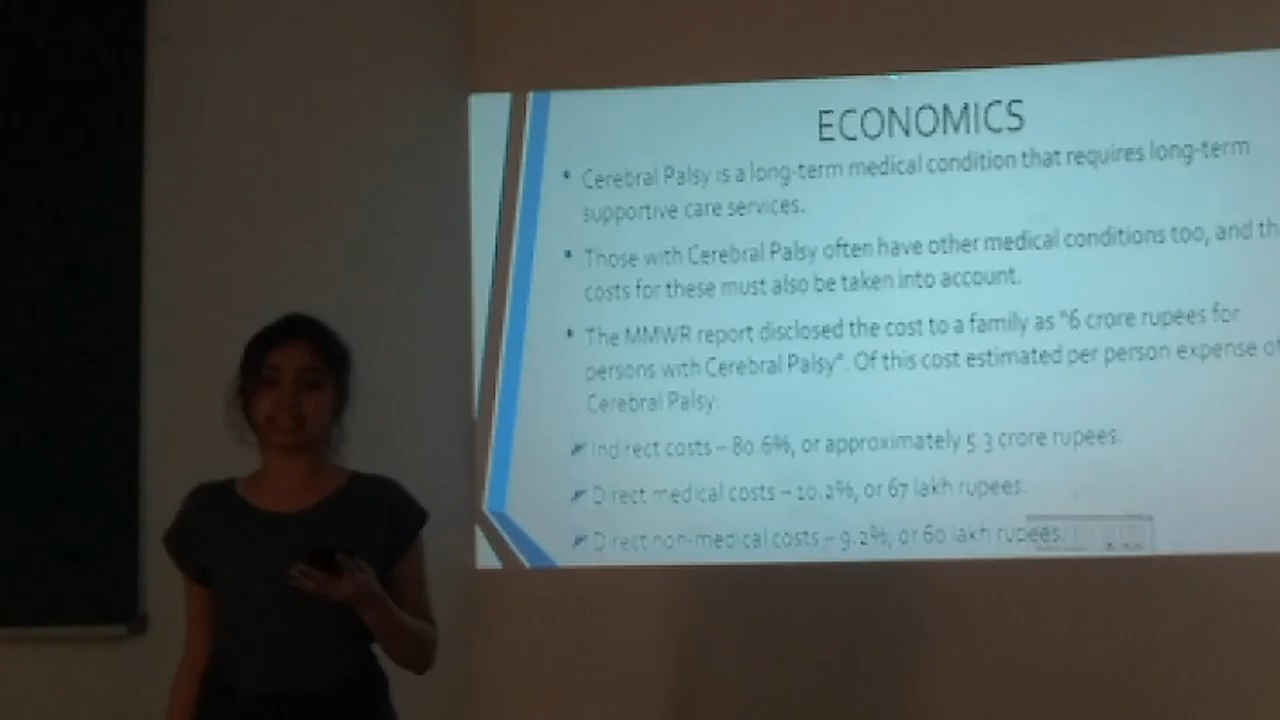 ECONOMICS
• Cerebral Palsy is a long-term medical condition that requires long-term
supportive care services.
• Those with Cerebral Palsy often have other medical conditions too, and th
costs for these must also be taken into account.
• The MMWR report disclosed the cost to a family as "6 crore rupees for
persons with Cerebral Palsy". Of this cost estimated per person expense of
Cerebral Palsy:
Indirect costs – 80.6%, or approximately 5.3 crore rupees.
Direct medical costs – 10.2%, or 67 lakh rupees.
Direct non-medical costs – 9.2%, or 60 lakh rupees.